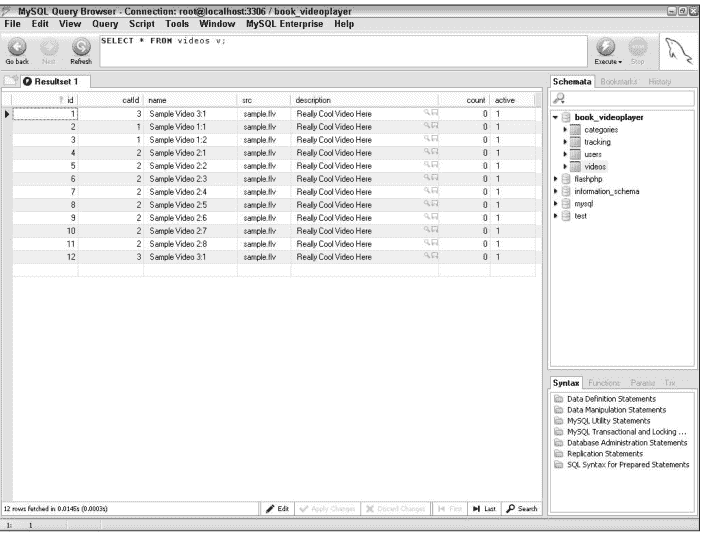 MySQL Query Browser - Connection: root@localhost:3306 / book_videoplayer
File Edit View Query Script Tools Window MySQL Enterprise Help
SELECT * FROM videos v;
Go back Next Refresh Execute Stop
Resultset 1
id catId name src description count active
1 3 Sample Video 3:1 sample.flv Really Cool Video Here 0 1
2 1 Sample Video 1:1 sample.flv Really Cool Video Here 0 1
3 1 Sample Video 1:2 sample.flv Really Cool Video Here 0 1
4 2 Sample Video 2:1 sample.flv Really Cool Video Here 0 1
5 2 Sample Video 2:2 sample.flv Really Cool Video Here 0 1
6 2 Sample Video 2:3 sample.flv Really Cool Video Here 0 1
7 2 Sample Video 2:4 sample.flv Really Cool Video Here 0 1
8 2 Sample Video 2:5 sample.flv Really Cool Video Here 0 1
9 2 Sample Video 2:6 sample.flv Really Cool Video Here 0 1
10 2 Sample Video 2:7 sample.flv Really Cool Video Here 0 1
11 2 Sample Video 2:8 sample.flv Really Cool Video Here 0 1
12 3 Sample Video 3:1 sample.flv Really Cool Video Here 0 1
Schemata Bookmarks History
book_videoplayer
categories
tracking
users
videos
flashphp
information_schema
mysql
test
Syntax Functions Params Trx
Data Definition Statements
Data Manipulation Statements
MySQL Utility Statements
MySQL Transactional and Locking ...
Database Administration Statements
Replication Statements
SQL Syntax for Prepared Statements
12 rows fetched in 0.0146s (0.0003s) Edit Apply Changes Discard Changes First Last Search
1: 1